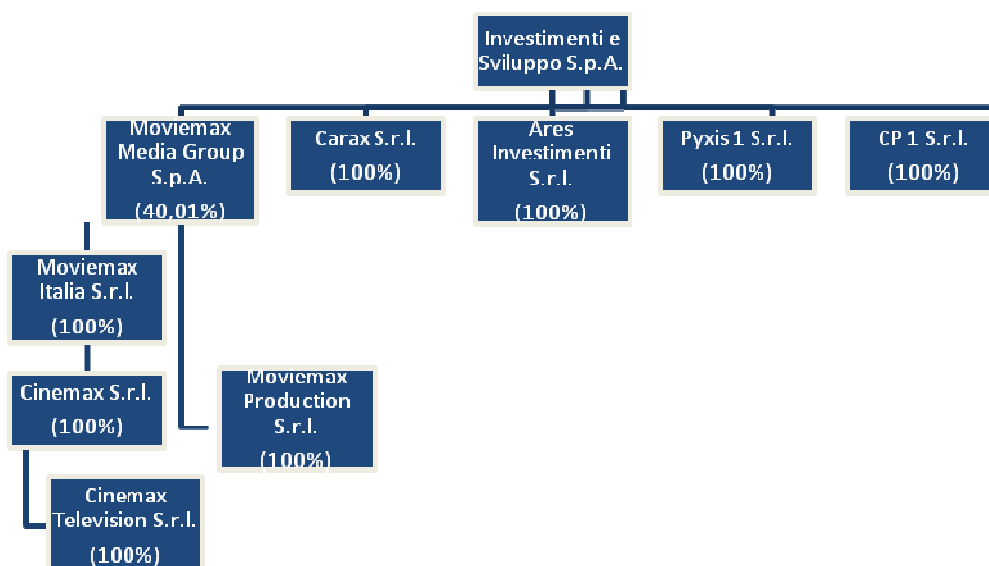 Investimenti e
Sviluppo S.p.A.
Moviemax
Media Group
S.p.A.
(40,01%)
Carax S.r.l.
(100%)
Ares
Investimenti
S.r.l.
(100%)
Pyxis 1 S.r.l.
(100%)
CP 1 S.r.l.
(100%)
Moviemax
Italia S.r.l.
(100%)
Cinemax S.r.l.
(100%)
Moviemax
Production
S.r.l.
(100%)
Cinemax
Television S.r.l.
(100%)